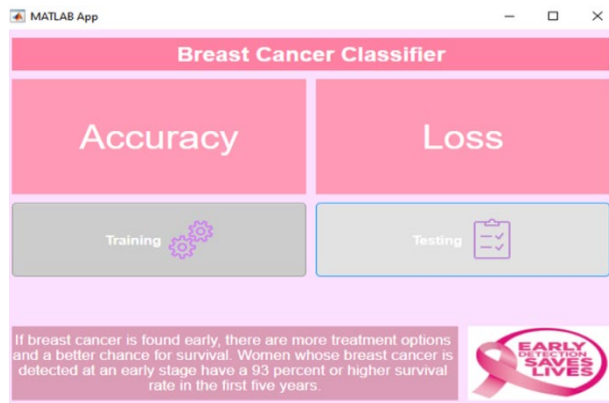 MATLAB App
Breast Cancer Classifier
Accuracy
Loss
Training
Testing
If breast cancer is found early, there are more treatment options
and a better chance for survival. Women whose breast cancer is
detected at an early stage have a 93 percent or higher survival
rate in the first five years.
EARLY
DETECTION
SAVES
LIVES